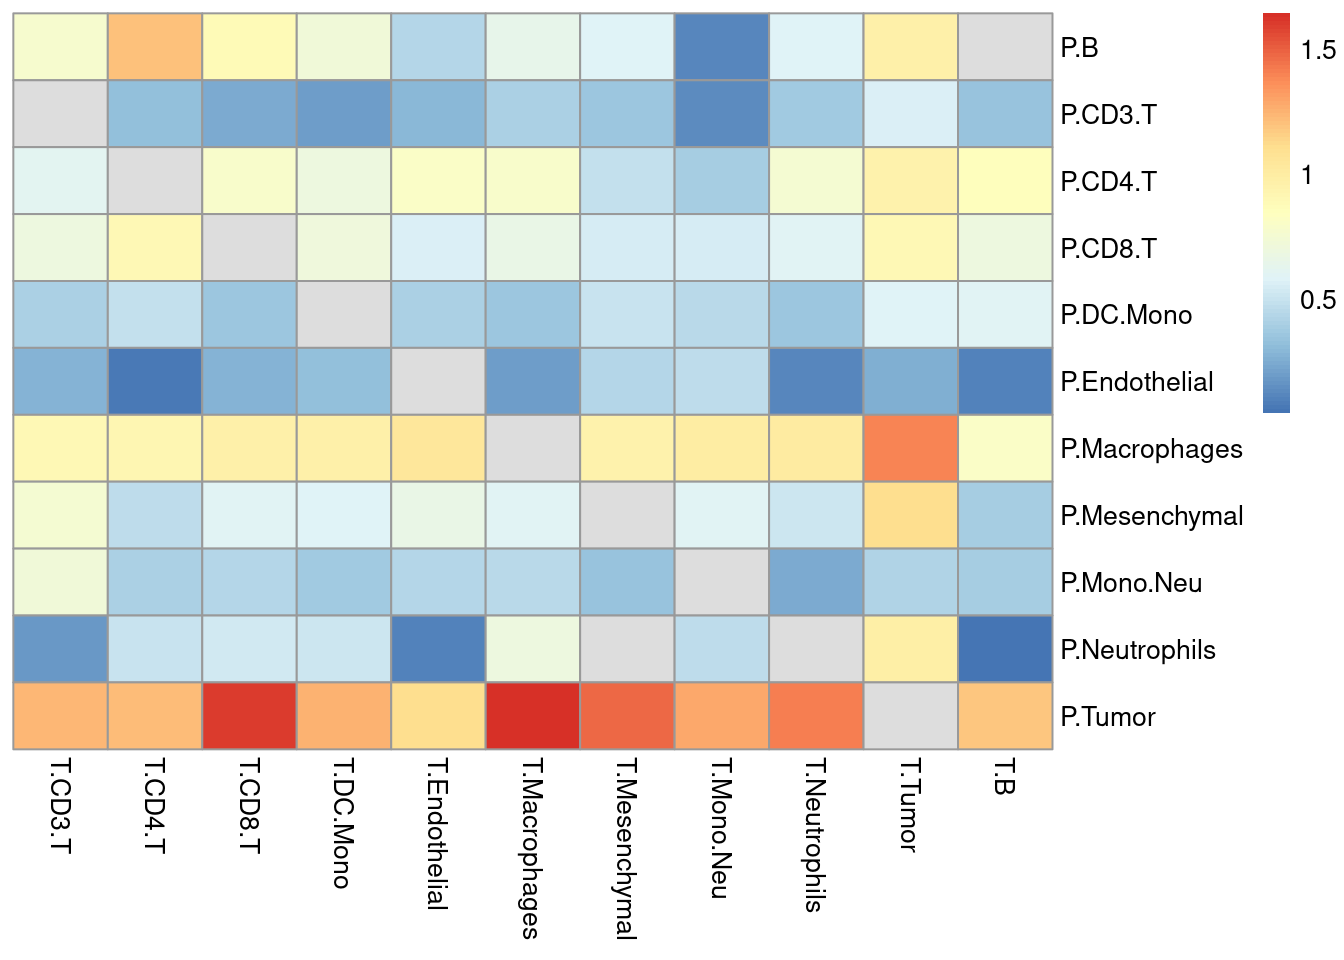 P.B
P.CD3.T
P.CD4.T
P.CD8.T
P.DC.Mono
P.Endothelial
P.Macrophages
P.Mesenchymal
P.Mono.Neu
P.Neutrophils
P.Tumor
T.CD3.T
T.CD4.T
T.CD8.T
T.DC.Mono
T.Endothelial
T.Macrophages
T.Mesenchymal
T.Mono.Neu
T.Neutrophils
T.Tumor
T.B
1.5
1
0.5